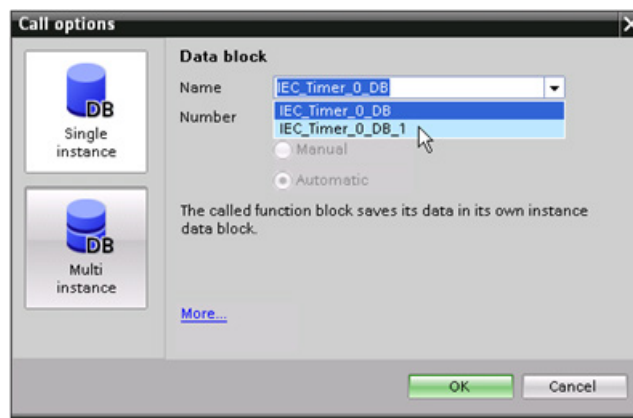 Call options
DB
Single
instance
DB
Multi
instance
Data block
Name
IEC_Timer_0_DB
IEC_Timer_0_DB
IEC_Timer_0_DB_1
Number
Manual
Automatic
The called function block saves its data in its own instance
data block.
More...
OK
Cancel